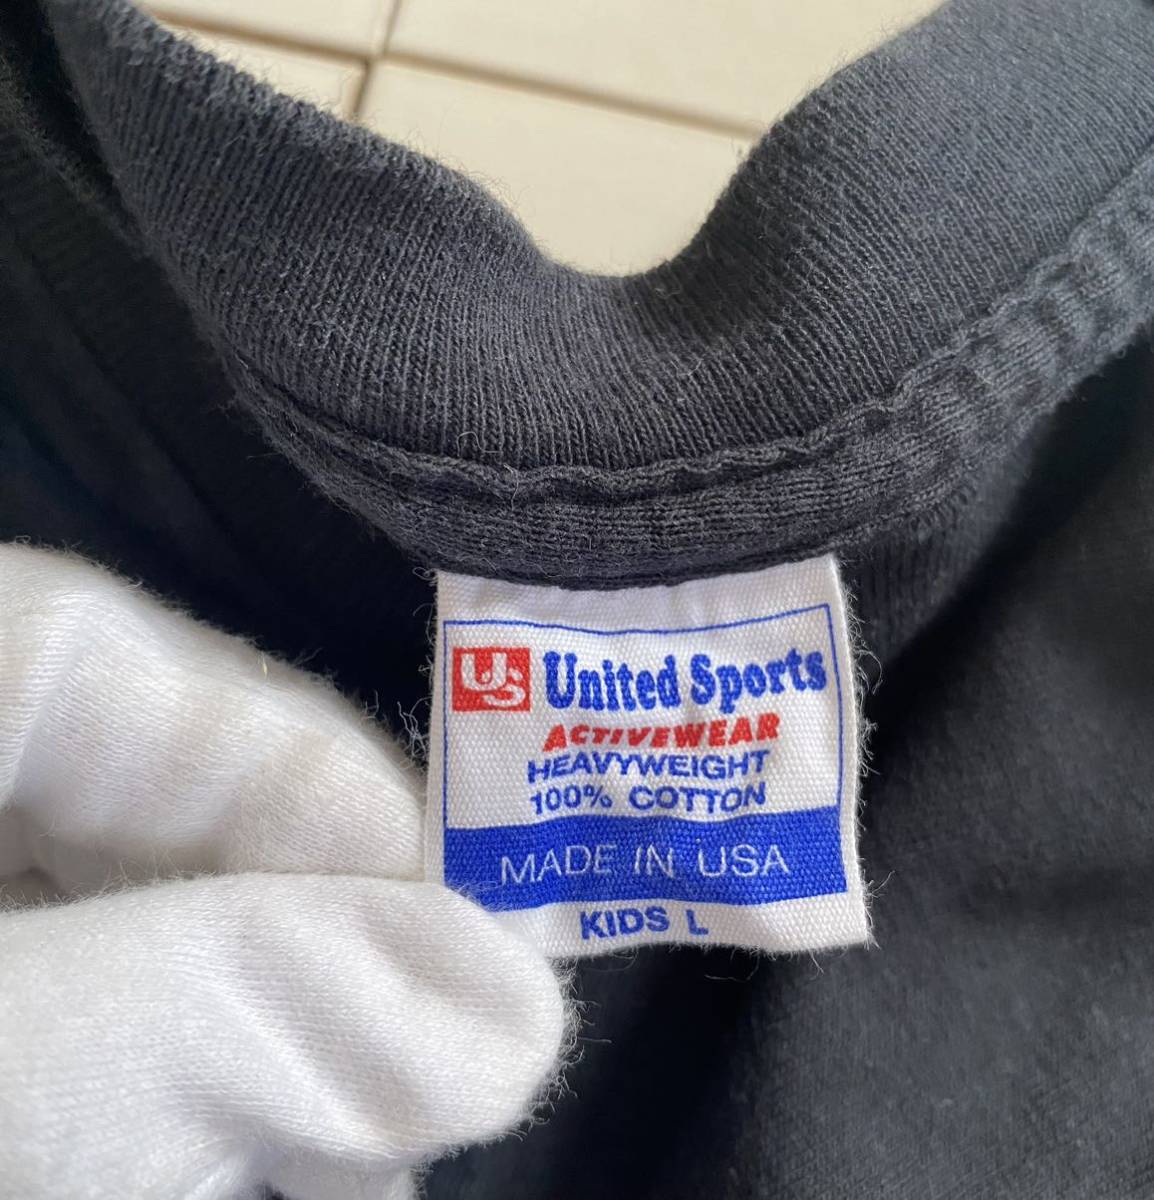 US United Sports
ACTIVEWEAR
HEAVYWEIGHT
100% COTTON
MADE IN USA
KIDS L